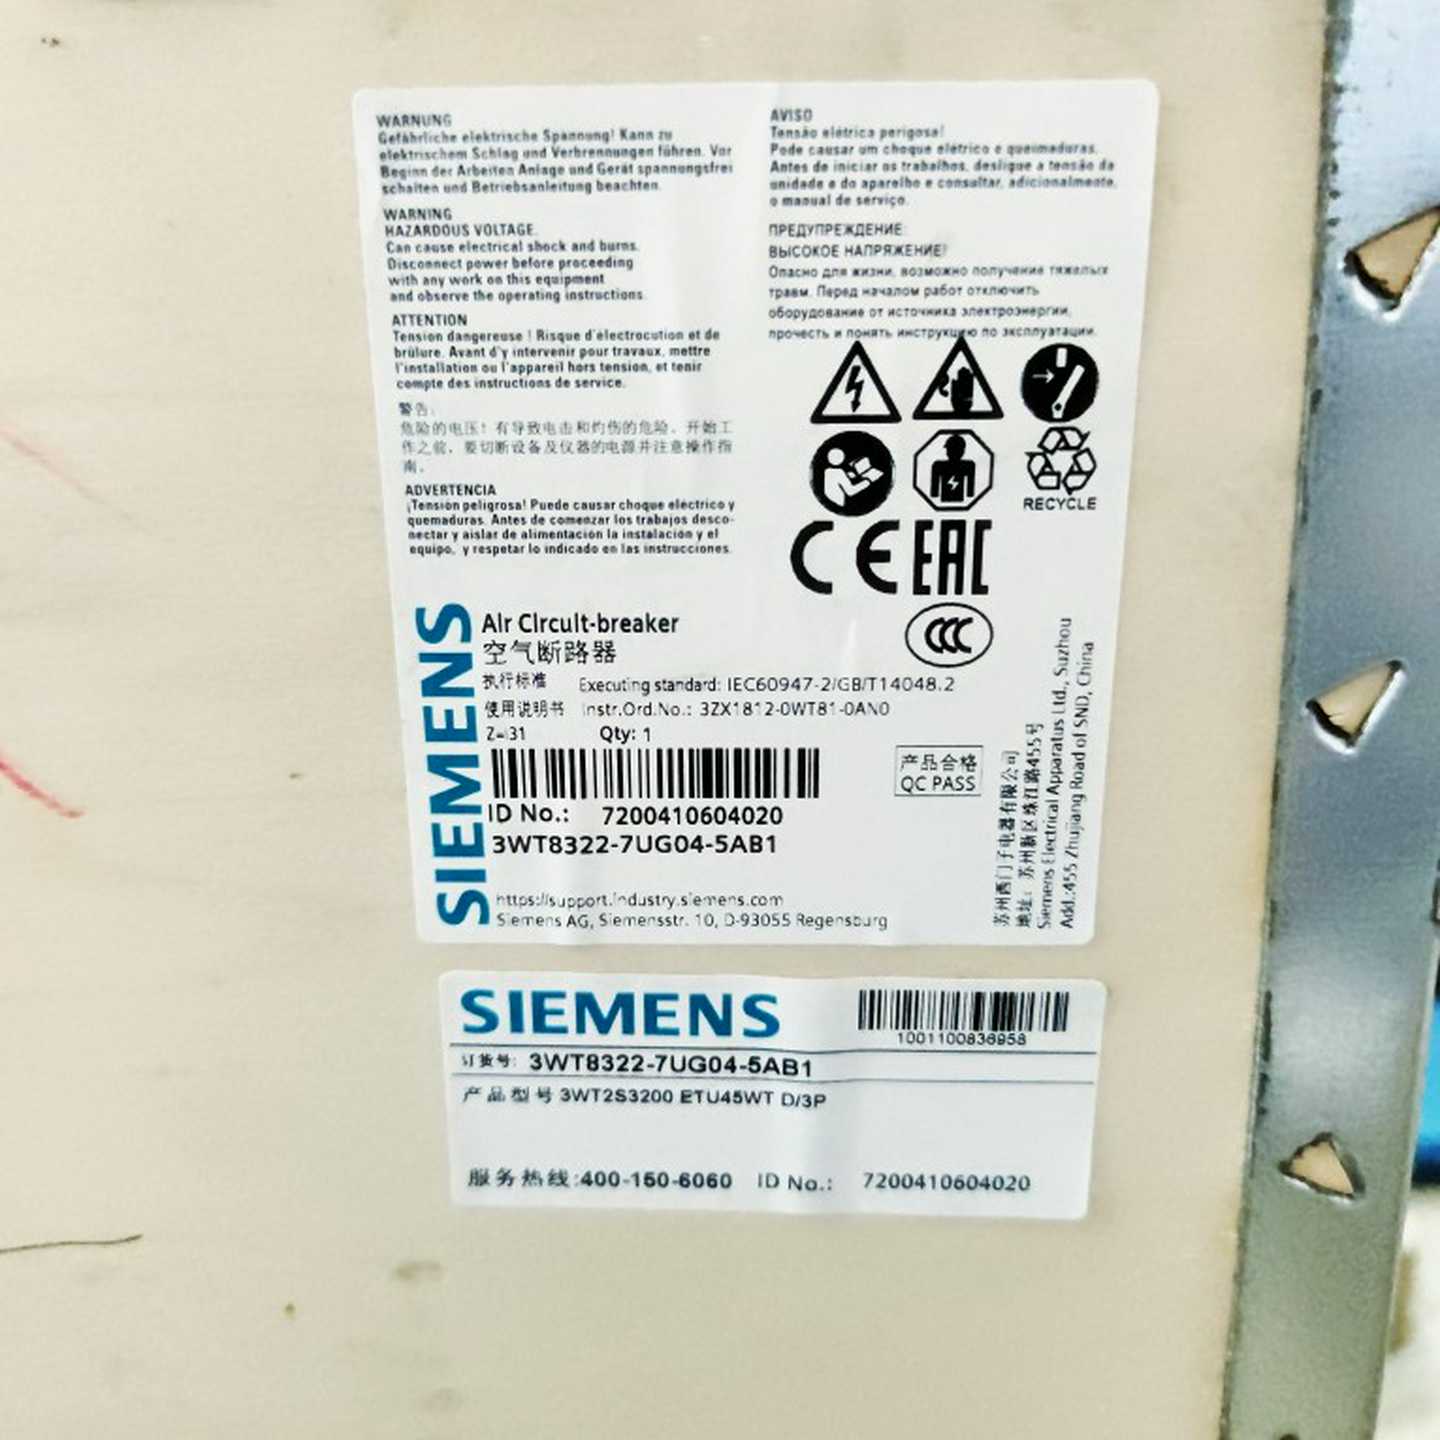 WARNUNG
Gefährliche elektrische Spannung! Kann zu
elektrischem Schlag und Verbrennungen führen. Vor
Beginn der Arbeiten Anlage und Gerät spannungsfrei
schalten und Betriebsanleitung beachten.
WARNING
HAZARDOUS VOLTAGE.
Can cause electrical shock and burns.
Disconnect power before proceeding
with any work on this equipment
and observe the operating instructions.
ATTENTION
Tension dangereuse ! Risque d'électrocution et de
brûlure. Avant d'y intervenir pour travaux, mettre
l'installation ou l'appareil hors tension, et tenir
compte des instructions de service.
警告:
危险的电压! 有导致电击和灼伤的危险。开始工
作之前, 要切断设备及仪器的电源并注意操作指
南。
ADVERTENCIA
¡Tensión peligrosa! Puede causar choque eléctrico y
quemaduras. Antes de comenzar los trabajos desco-
nectar y aislar de alimentación la instalación y el
equipo, y respetar lo indicado en las instrucciones.
AVISO
Tensão elétrica perigosa!
Pode causar um choque elétrico e queimaduras.
Antes de iniciar os trabalhos, desligue a tensão da
unidade e do aparelho e consultar, adicionalmente,
o manual de serviço.
ПРЕДУПРЕЖДЕНИЕ:
ВЫСОКОЕ НАПРЯЖЕНИЕ!
Опасно для жизни, возможно получение тяжелых
травм. Перед началом работ отключить
оборудование от источника электроэнергии,
прочесть и понять инструкцию по эксплуатации.
RECYCLE
CE EAC
CCC
SIEMENS
Air Circuit-breaker
空气断路器
执行标准 Executing standard: IEC60947-2/GB/T14048.2
使用说明书 Instr.Ord.No.: 3ZX1812-0WT81-0AN0
Z=i31 Qty: 1
产品合格
QC PASS
ID No.: 7200410604020
3WT8322-7UG04-5AB1
https://support.industry.siemens.com
Siemens AG, Siemensstr. 10, D-93055 Regensburg
苏州西门子电器有限公司
地址: 苏州新区珠江路455号
Siemens Electrical Apparatus Ltd., Suzhou
Add.:455 Zhujiang Road of SND, China
SIEMENS
1001100836958
订货号: 3WT8322-7UG04-5AB1
产品型号 3WT2S3200 ETU45WT D/3P
服务热线:400-150-6060 ID No.: 7200410604020